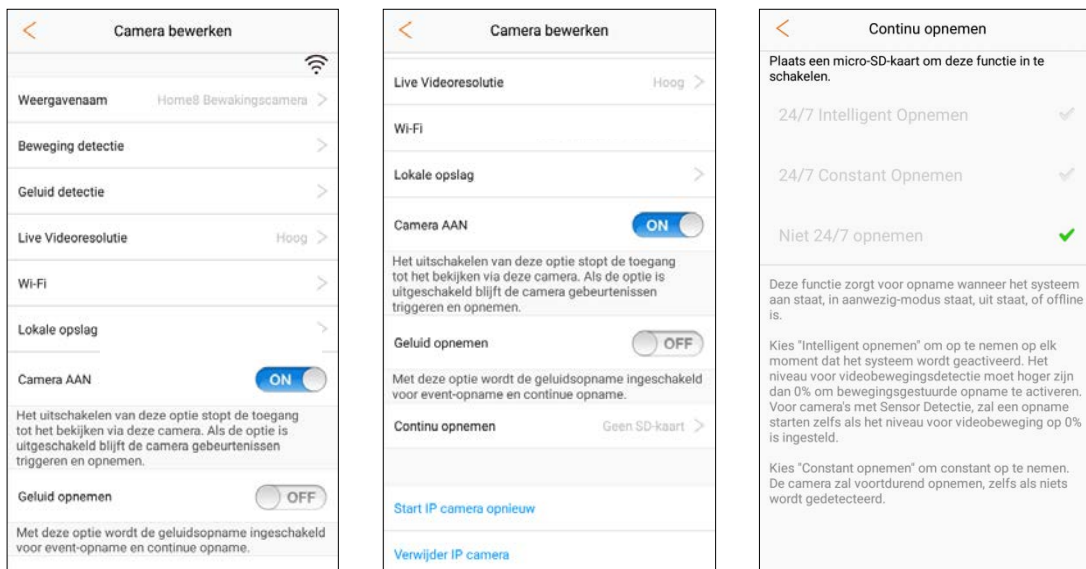 Camera bewerken
Weergavenaam Home8 Bewakingscamera
Beweging detectie
Geluid detectie
Live Videoresolutie Hoog
Wi-Fi
Lokale opslag
Camera AAN ON
Het uitschakelen van deze optie stopt de toegang
tot het bekijken via deze camera. Als de optie is
uitgeschakeld blijft de camera gebeurtenissen
triggeren en opnemen.
Geluid opnemen OFF
Met deze optie wordt de geluidsopname ingeschakeld
voor event-opname en continue opname.
Camera bewerken
Live Videoresolutie Hoog
Wi-Fi
Lokale opslag
Camera AAN ON
Het uitschakelen van deze optie stopt de toegang
tot het bekijken via deze camera. Als de optie is
uitgeschakeld blijft de camera gebeurtenissen
triggeren en opnemen.
Geluid opnemen OFF
Met deze optie wordt de geluidsopname ingeschakeld
voor event-opname en continue opname.
Continu opnemen Geen SD-kaart
Start IP camera opnieuw
Verwijder IP camera
Continu opnemen
Plaats een micro-SD-kaart om deze functie in te
schakelen.
24/7 Intelligent Opnemen
24/7 Constant Opnemen
Niet 24/7 opnemen
Deze functie zorgt voor opname wanneer het systeem
aan staat, in aanwezig-modus staat, uit staat, of offline
is.
Kies "Intelligent opnemen" om op te nemen op elk
moment dat het systeem wordt geactiveerd. Het
niveau voor videobewegingsdetectie moet hoger zijn
dan 0% om bewegingsgestuurde opname te activeren.
Voor camera's met Sensor Detectie, zal een opname
starten zelfs als het niveau voor videobeweging op 0%
is ingesteld.
Kies "Constant opnemen" om constant op te nemen.
De camera zal voortdurend opnemen, zelfs als niets
wordt gedetecteerd.